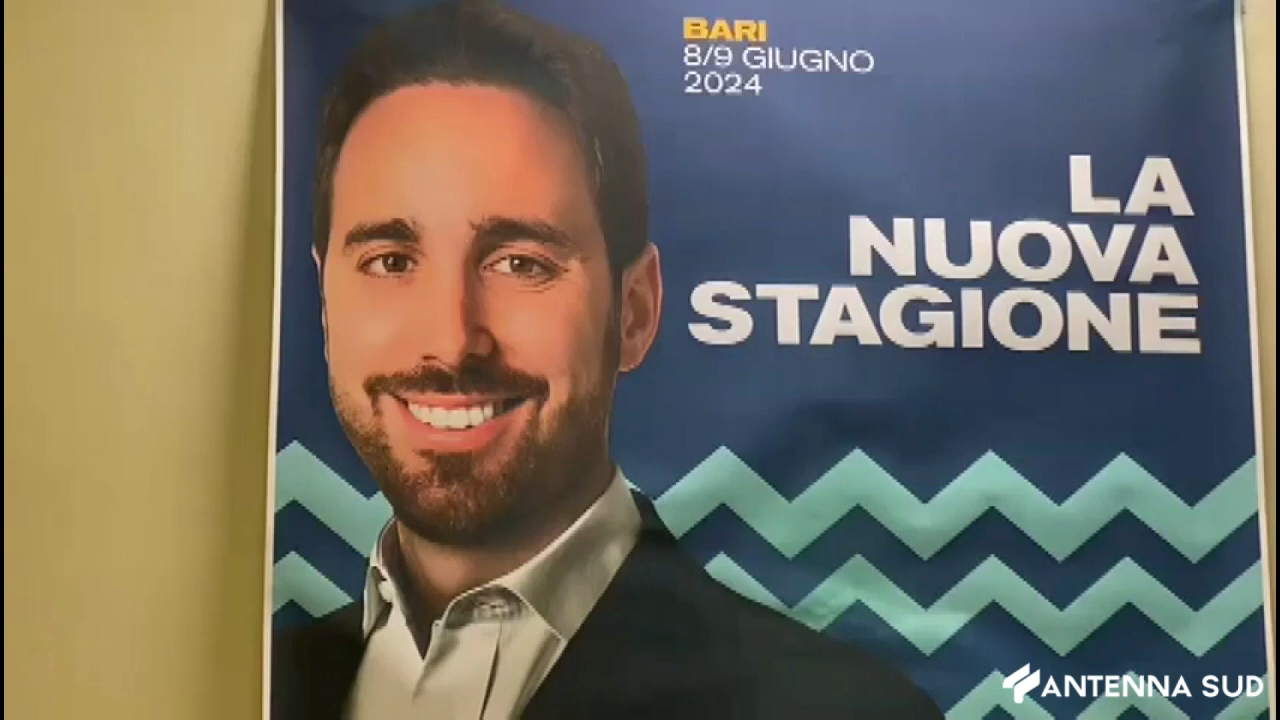 BARI
8/9 GIUGNO
2024
LA
NUOVA
STAGIONE
ANTENNA SUD